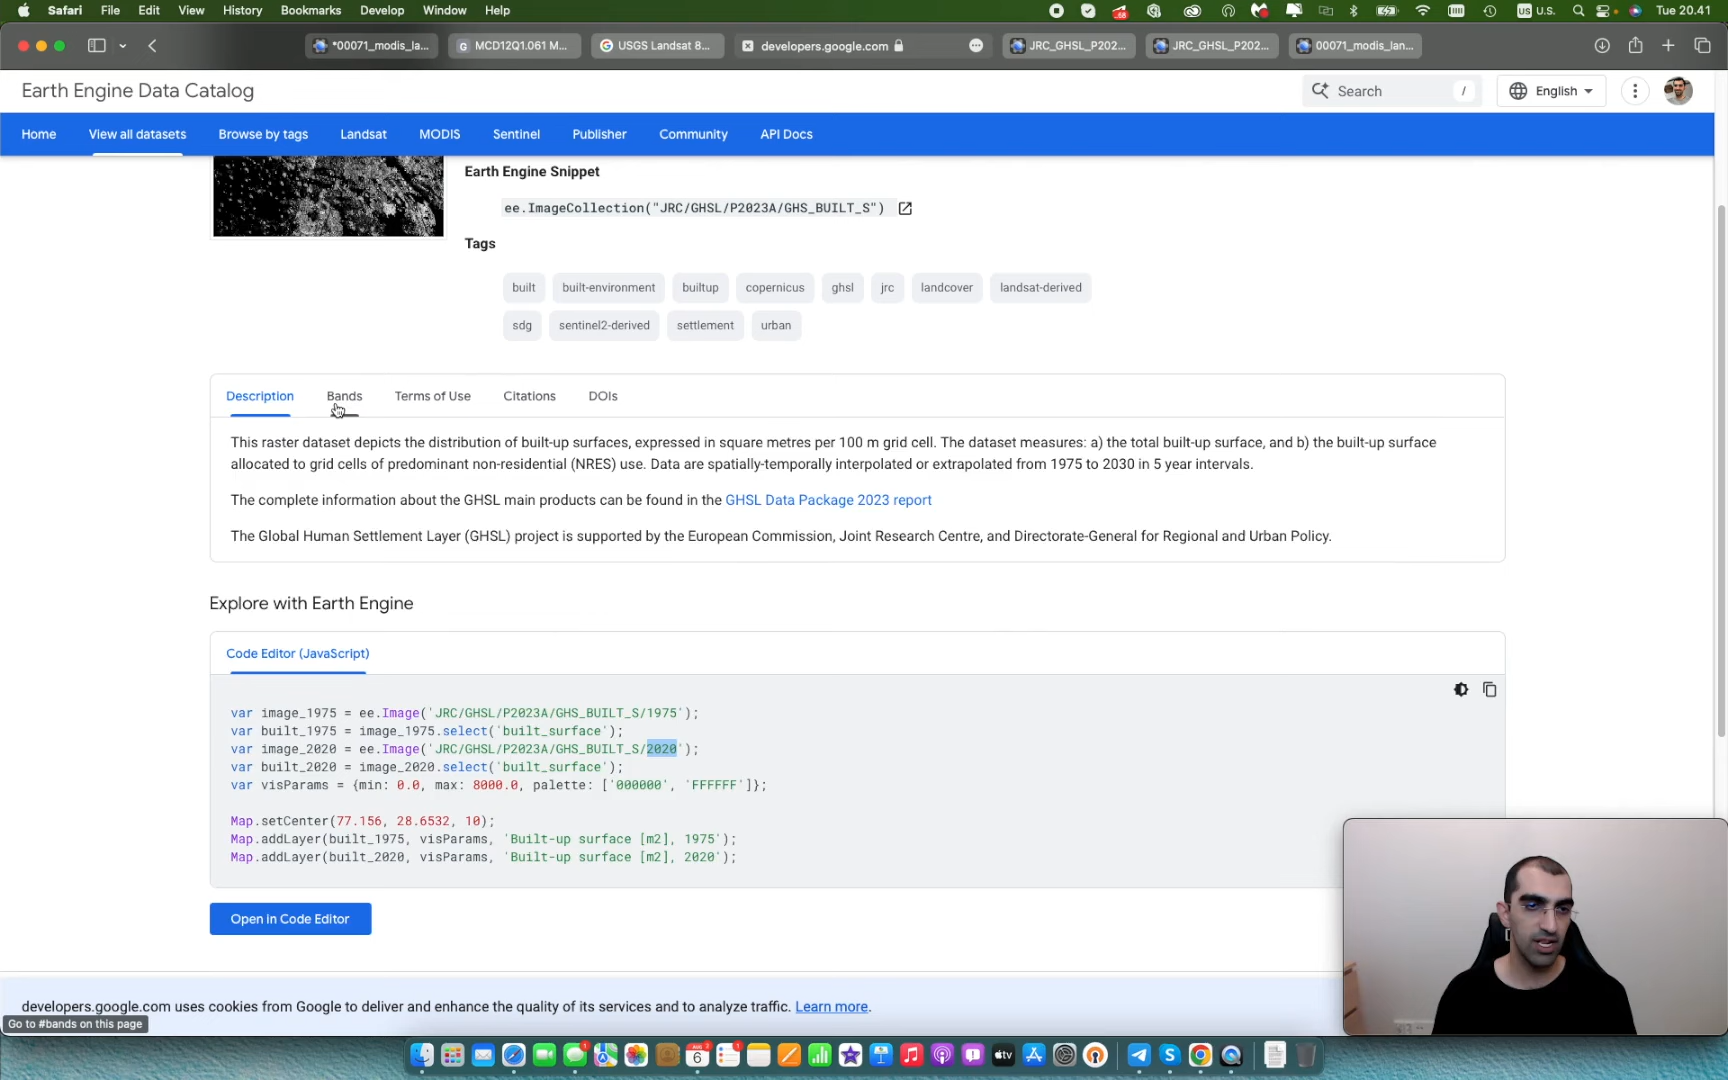 Safari File Edit View History Bookmarks Develop Window Help U.S. Tue 20.41
*00071_modis_la... MCD12Q1.061 M... USGS Landsat 8... developers.google.com JRC_GHSL_P202... JRC_GHSL_P202... 00071_modis_lan...
Earth Engine Data Catalog Search / English
Home View all datasets Browse by tags Landsat MODIS Sentinel Publisher Community API Docs
Earth Engine Snippet
ee.ImageCollection("JRC/GHSL/P2023A/GHS_BUILT_S")
Tags
built built-environment builtup copernicus ghsl jrc landcover landsat-derived
sdg sentinel2-derived settlement urban
Description Bands Terms of Use Citations DOIs
This raster dataset depicts the distribution of built-up surfaces, expressed in square metres per 100 m grid cell. The dataset measures: a) the total built-up surface, and b) the built-up surface
allocated to grid cells of predominant non-residential (NRES) use. Data are spatially-temporally interpolated or extrapolated from 1975 to 2030 in 5 year intervals.
The complete information about the GHSL main products can be found in the GHSL Data Package 2023 report
The Global Human Settlement Layer (GHSL) project is supported by the European Commission, Joint Research Centre, and Directorate-General for Regional and Urban Policy.
Explore with Earth Engine
Code Editor (JavaScript)
var image_1975 = ee.Image('JRC/GHSL/P2023A/GHS_BUILT_S/1975');
var built_1975 = image_1975.select('built_surface');
var image_2020 = ee.Image('JRC/GHSL/P2023A/GHS_BUILT_S/2020');
var built_2020 = image_2020.select('built_surface');
var visParams = {min: 0.0, max: 8000.0, palette: ['000000', 'FFFFFF']};
Map.setCenter(77.156, 28.6532, 10);
Map.addLayer(built_1975, visParams, 'Built-up surface [m2], 1975');
Map.addLayer(built_2020, visParams, 'Built-up surface [m2], 2020');
Open in Code Editor
developers.google.com uses cookies from Google to deliver and enhance the quality of its services and to analyze traffic. Learn more.
Go to #bands on this page